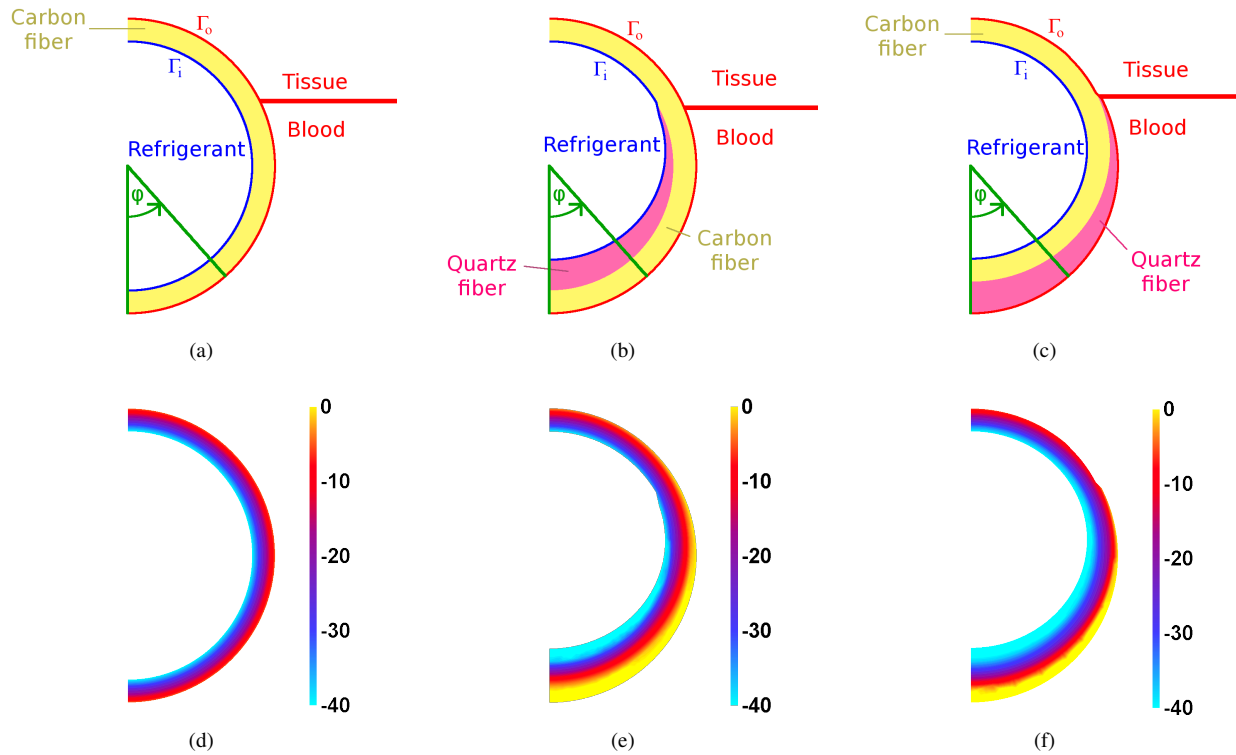 Carbon
fiber
Γo
Γi
Tissue
Blood
Refrigerant
φ
(a)
Γo
Γi
Tissue
Blood
Refrigerant
φ
Carbon
fiber
Quartz
fiber
(b)
Carbon
fiber
Γo
Γi
Tissue
Blood
Refrigerant
φ
Quartz
fiber
(c)
0
-10
-20
-30
-40
(d)
0
-10
-20
-30
-40
(e)
0
-10
-20
-30
-40
(f)